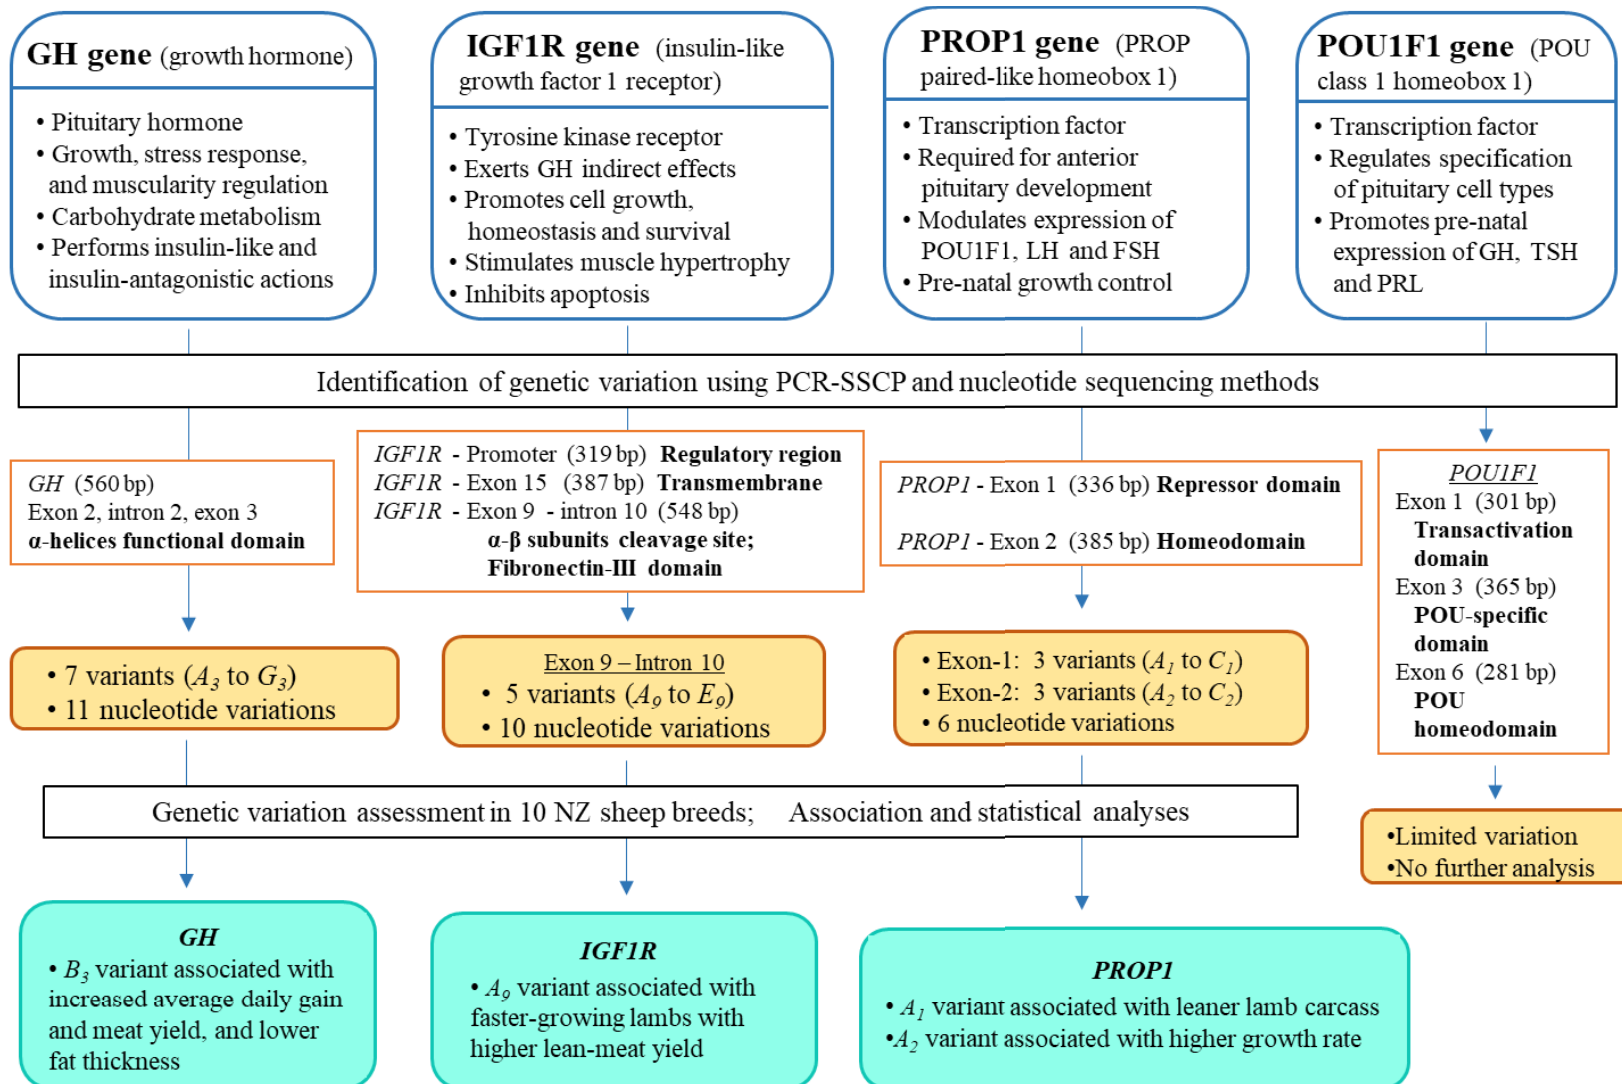 GH gene (growth hormone)
• Pituitary hormone
• Growth, stress response,
and muscularity regulation
• Carbohydrate metabolism
• Performs insulin-like and
insulin-antagonistic actions
IGF1R gene (insulin-like
growth factor 1 receptor)
• Tyrosine kinase receptor
• Exerts GH indirect effects
• Promotes cell growth,
homeostasis and survival
• Stimulates muscle hypertrophy
• Inhibits apoptosis
PROP1 gene (PROP
paired-like homeobox 1)
• Transcription factor
• Required for anterior
pituitary development
• Modulates expression of
POU1F1, LH and FSH
• Pre-natal growth control
POU1F1 gene (POU
class 1 homeobox 1)
• Transcription factor
• Regulates specification
of pituitary cell types
• Promotes pre-natal
expression of GH, TSH
and PRL
Identification of genetic variation using PCR-SSCP and nucleotide sequencing methods
GH (560 bp)
Exon 2, intron 2, exon 3
α-helices functional domain
IGF1R - Promoter (319 bp) Regulatory region
IGF1R - Exon 15 (387 bp) Transmembrane
IGF1R - Exon 9 - intron 10 (548 bp)
α-β subunits cleavage site;
Fibronectin-III domain
PROP1 - Exon 1 (336 bp) Repressor domain
PROP1 - Exon 2 (385 bp) Homeodomain
POU1F1
Exon 1 (301 bp)
Transactivation
domain
Exon 3 (365 bp)
POU-specific
domain
Exon 6 (281 bp)
POU
homeodomain
• 7 variants (A3 to G3)
• 11 nucleotide variations
Exon 9 – Intron 10
• 5 variants (A9 to E9)
• 10 nucleotide variations
• Exon-1: 3 variants (A1 to C1)
• Exon-2: 3 variants (A2 to C2)
• 6 nucleotide variations
Genetic variation assessment in 10 NZ sheep breeds; Association and statistical analyses
•Limited variation
•No further analysis
GH
• B3 variant associated with
increased average daily gain
and meat yield, and lower
fat thickness
IGF1R
• A9 variant associated with
faster-growing lambs with
higher lean-meat yield
PROP1
• A1 variant associated with leaner lamb carcass
•A2 variant associated with higher growth rate